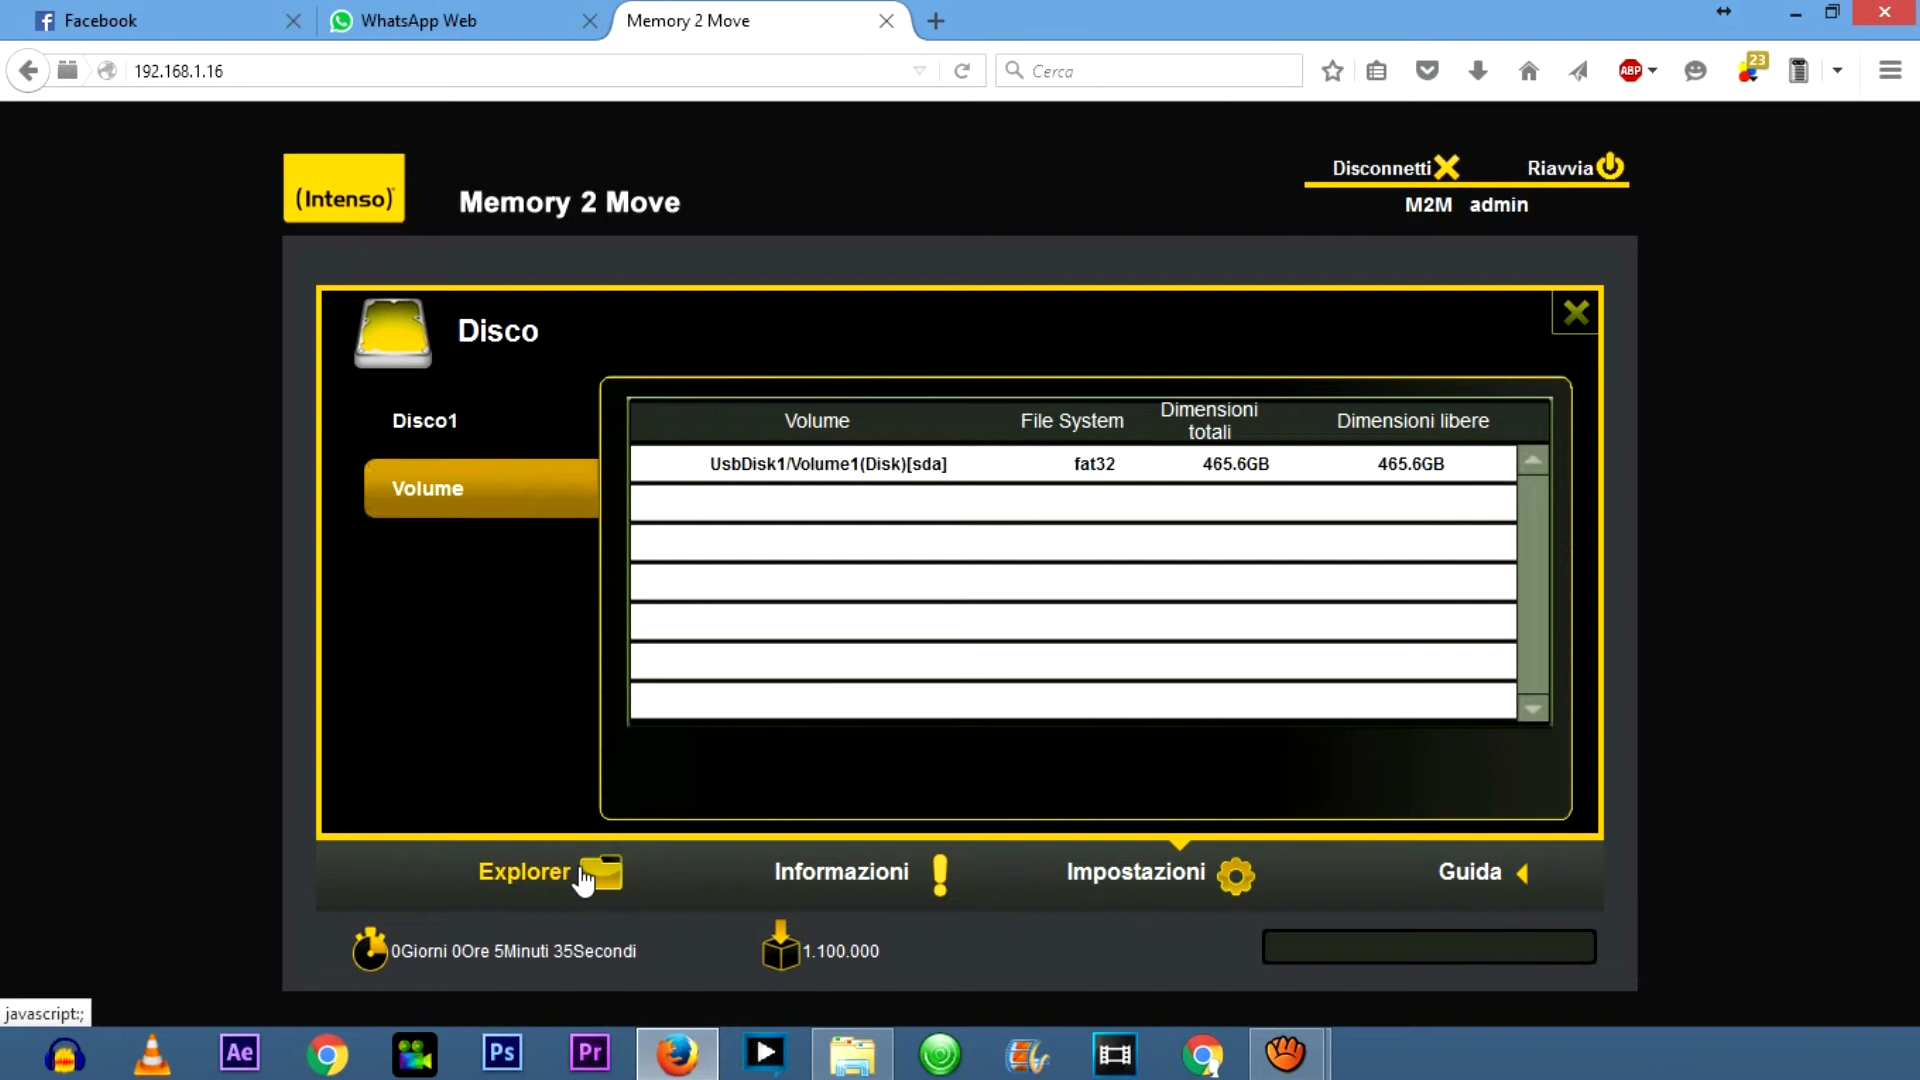 Facebook
WhatsApp Web
Memory 2 Move
192.168.1.16
Cerca
ABP
23
(Intenso)
Memory 2 Move
Disconnetti
Riavvia
M2M admin
Disco
Disco1
Volume
Volume File System Dimensioni totali Dimensioni libere
UsbDisk1/Volume1(Disk)[sda] fat32 465.6GB 465.6GB
Explorer
Informazioni
Impostazioni
Guida
0Giorni 0Ore 5Minuti 35Secondi
1.100.000
javascript:;
Ae
Ps
Pr